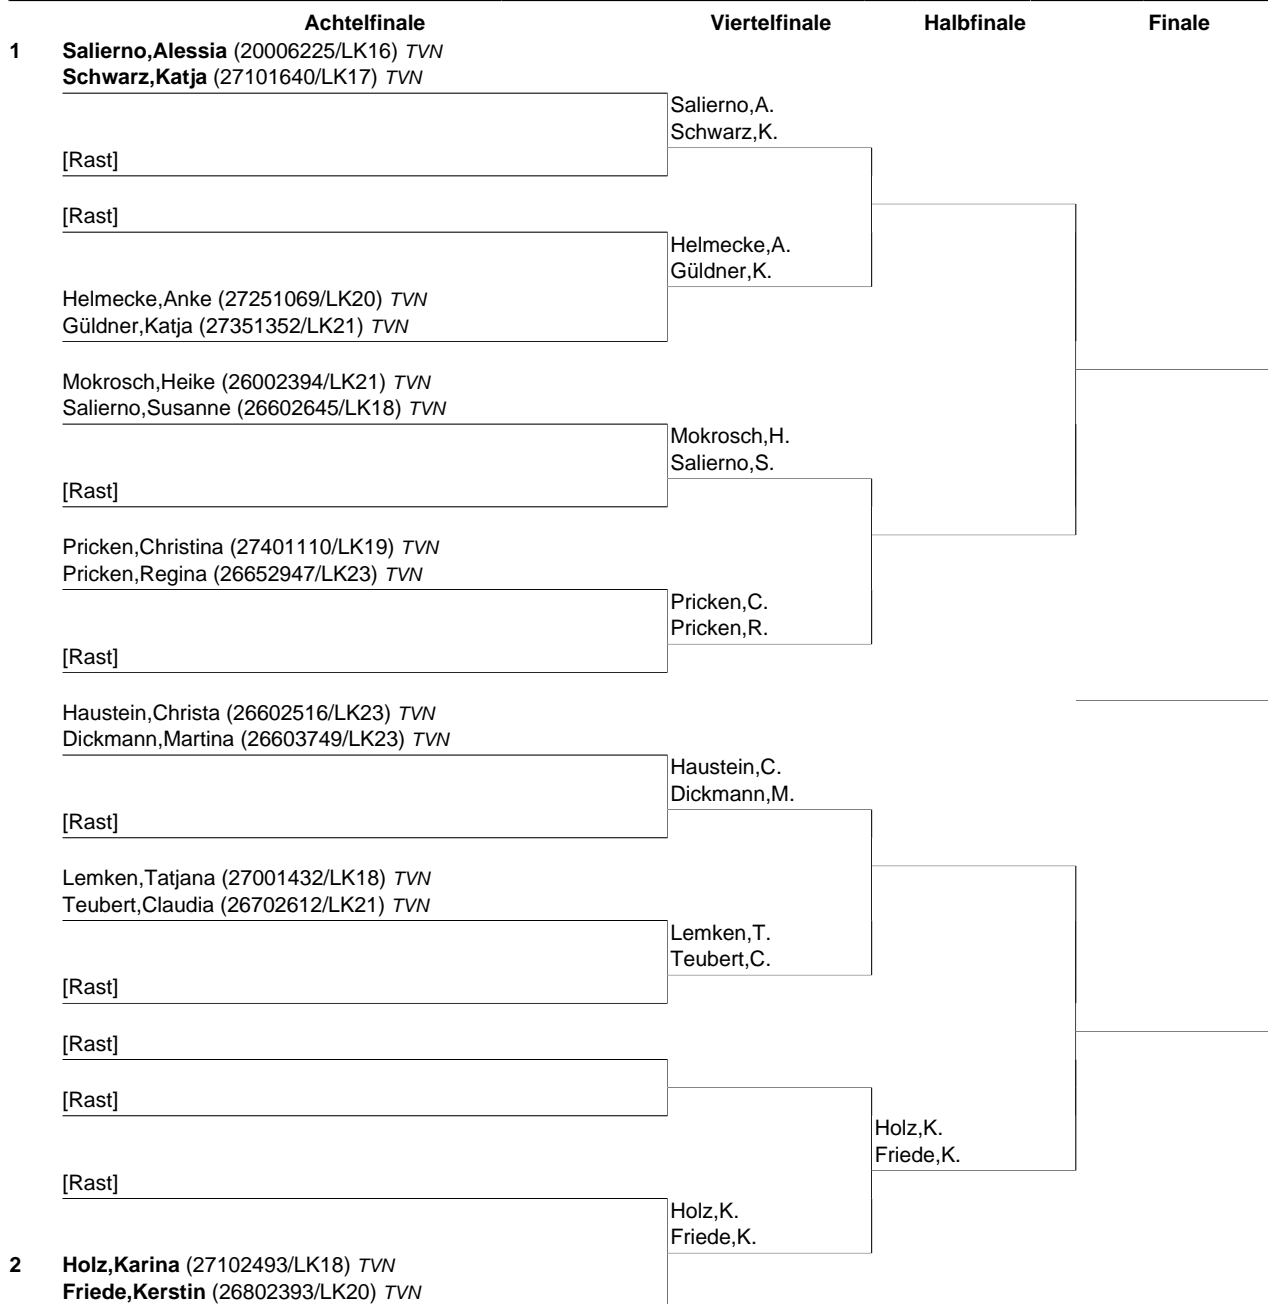 Achtelfinale Viertelfinale Halbfinale Finale
1 Salierno,Alessia (20006225/LK16) TVN
Schwarz,Katja (27101640/LK17) TVN
Salierno,A.
Schwarz,K.
[Rast]
[Rast]
Helmecke,A.
Güldner,K.
Helmecke,Anke (27251069/LK20) TVN
Güldner,Katja (27351352/LK21) TVN
Mokrosch,Heike (26002394/LK21) TVN
Salierno,Susanne (26602645/LK18) TVN
Mokrosch,H.
Salierno,S.
[Rast]
Pricken,Christina (27401110/LK19) TVN
Pricken,Regina (26652947/LK23) TVN
Pricken,C.
Pricken,R.
[Rast]
Haustein,Christa (26602516/LK23) TVN
Dickmann,Martina (26603749/LK23) TVN
Haustein,C.
Dickmann,M.
[Rast]
Lemken,Tatjana (27001432/LK18) TVN
Teubert,Claudia (26702612/LK21) TVN
Lemken,T.
Teubert,C.
[Rast]
[Rast]
[Rast]
Holz,K.
Friede,K.
[Rast]
Holz,K.
Friede,K.
2 Holz,Karina (27102493/LK18) TVN
Friede,Kerstin (26802393/LK20) TVN